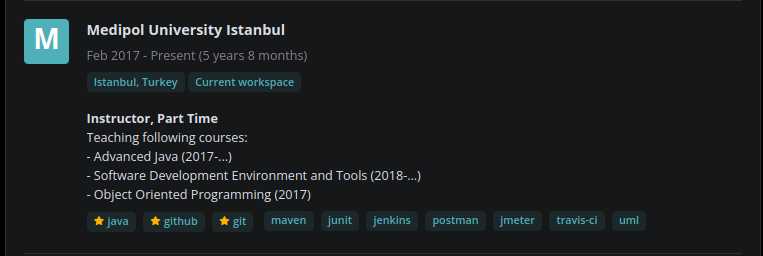 M
Medipol University Istanbul
Feb 2017 - Present (5 years 8 months)
Istanbul, Turkey Current workspace
Instructor, Part Time
Teaching following courses:
- Advanced Java (2017-...)
- Software Development Environment and Tools (2018-...)
- Object Oriented Programming (2017)
java github git maven junit jenkins postman jmeter travis-ci uml